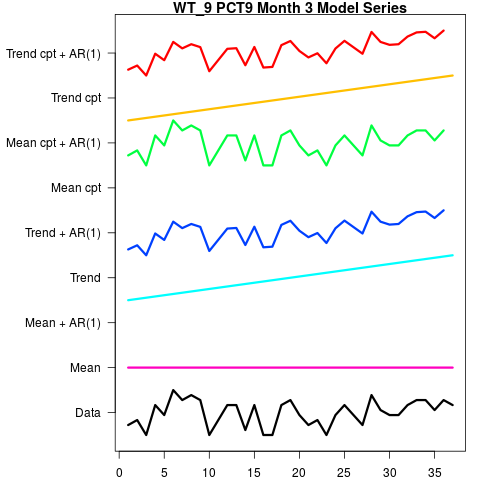 WT_9 PCT9 Month 3 Model Series
Trend cpt + AR(1)
Trend cpt
Mean cpt + AR(1)
Mean cpt
Trend + AR(1)
Trend
Mean + AR(1)
Mean
Data
0 5 10 15 20 25 30 35